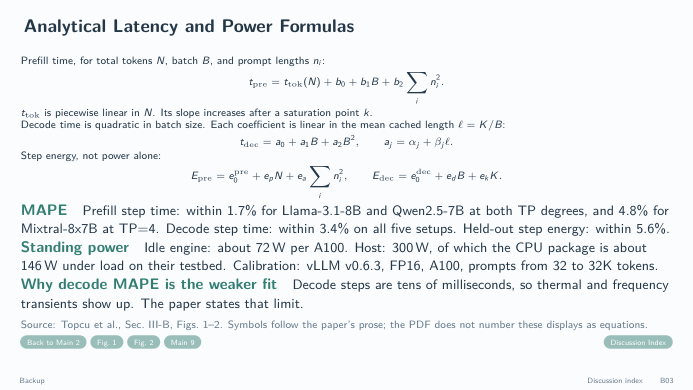 Analytical Latency and Power Formulas
Prefill time, for total tokens N, batch B, and prompt lengths nᵢ:
t_pre = t_tok(N) + b₀ + b₁B + b₂ ∑ᵢ nᵢ².
t_tok is piecewise linear in N. Its slope increases after a saturation point k.
Decode time is quadratic in batch size. Each coefficient is linear in the mean cached length ℓ = K/B:
t_dec = a₀ + a₁B + a₂B², aⱼ = αⱼ + βⱼℓ.
Step energy, not power alone:
E_pre = e₀^pre + e_pN + e_a ∑ᵢ nᵢ², E_dec = e₀^dec + e_dB + e_kK.
MAPE Prefill step time: within 1.7% for Llama-3.1-8B and Qwen2.5-7B at both TP degrees, and 4.8% for
Mixtral-8x7B at TP=4. Decode step time: within 3.4% on all five setups. Held-out step energy: within 5.6%.
Standing power Idle engine: about 72 W per A100. Host: 300 W, of which the CPU package is about
146 W under load on their testbed. Calibration: vLLM v0.6.3, FP16, A100, prompts from 32 to 32K tokens.
Why decode MAPE is the weaker fit Decode steps are tens of milliseconds, so thermal and frequency
transients show up. The paper states that limit.
Source: Topcu et al., Sec. III-B, Figs. 1–2. Symbols follow the paper's prose; the PDF does not number these displays as equations.
Back to Main 2 Fig. 1 Fig. 2 Main 9 Discussion Index
Backup Discussion index B03